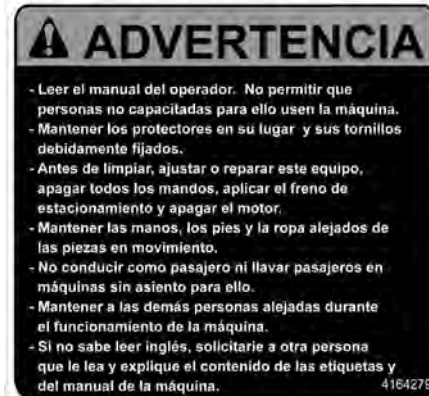 ADVERTENCIA
- Leer el manual del operador. No permitir que
personas no capacitadas para ello usen la máquina.
- Mantener los protectores en su lugar y sus tornillos
debidamente fijados.
- Antes de limpiar, ajustar o reparar este equipo,
apagar todos los mandos, aplicar el freno de
estacionamiento y apagar el motor.
- Mantener las manos, los pies y la ropa alejados de
las piezas en movimiento.
- No conducir como pasajero ni llavar pasajeros en
máquinas sin asiento para ello.
- Mantener a las demás personas alejadas durante
el funcionamiento de la máquina.
- Si no sabe leer inglés, solicitarle a otra persona
que le lea y explique el contenido de las etiquetas y
del manual de la máquina.
4164279